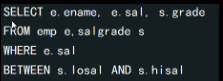 SELECT e.ename, e.sal, s.grade
FROM emp e,salgrade s
WHERE e.sal
BETWEEN s.losal AND s.hisal